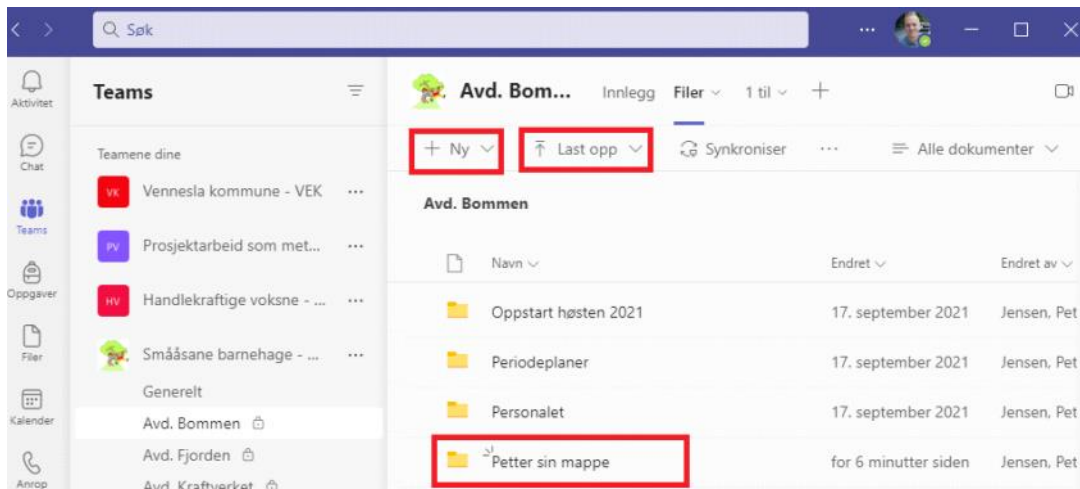 Søk
Aktivitet
Chat
Teams
Oppgaver
Filer
Kalender
Anrop
Teams
Teamene dine
VK Vennesla kommune - VEK
PV Prosjektarbeid som met...
HV Handlekraftige voksne - ...
Smååsane barnehage - ...
Generelt
Avd. Bommen
Avd. Fjorden
Avd. Kraftverket
Avd. Bom... Innlegg Filer 1 til
Ny Last opp Synkroniser ... Alle dokumenter
Avd. Bommen
Navn Endret Endret av
Oppstart høsten 2021 17. september 2021 Jensen, Pet
Periodeplaner 17. september 2021 Jensen, Pet
Personalet 17. september 2021 Jensen, Pet
Petter sin mappe for 6 minutter siden Jensen, Pet